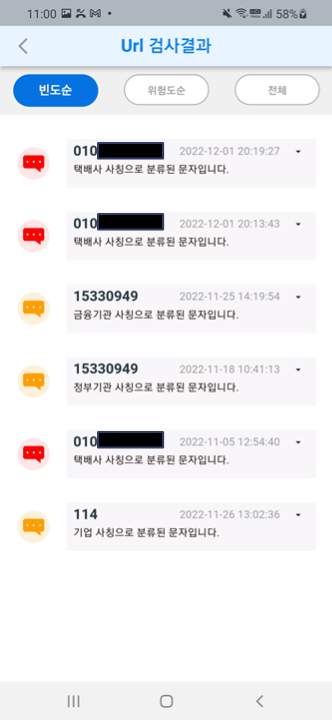 11:00 58%
Url 검사결과
빈도순 위험도순 전체
010 2022-12-01 20:19:27
택배사 사칭으로 분류된 문자입니다.
010 2022-12-01 20:13:43
택배사 사칭으로 분류된 문자입니다.
15330949 2022-11-25 14:19:54
금융기관 사칭으로 분류된 문자입니다.
15330949 2022-11-18 10:41:13
정부기관 사칭으로 분류된 문자입니다.
010 2022-11-05 12:54:40
택배사 사칭으로 분류된 문자입니다.
114 2022-11-26 13:02:36
기업 사칭으로 분류된 문자입니다.